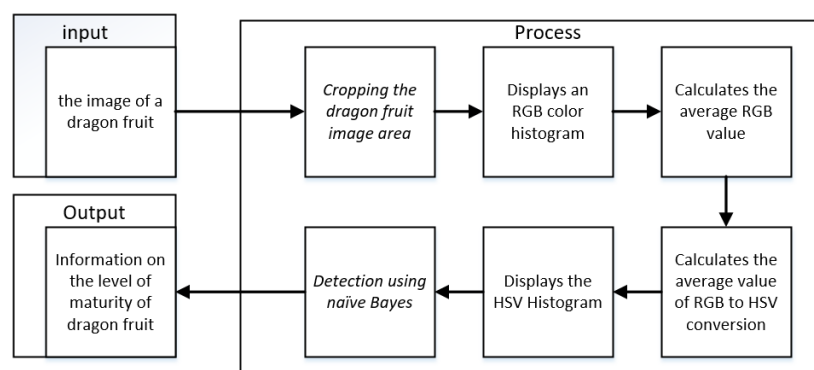 input
the image of a
dragon fruit
Process
Cropping the
dragon fruit
image area
Displays an
RGB color
histogram
Calculates the
average RGB
value
Calculates the
average value
of RGB to HSV
conversion
Displays the
HSV Histogram
Detection using
naïve Bayes
Output
Information on
the level of
maturity of
dragon fruit